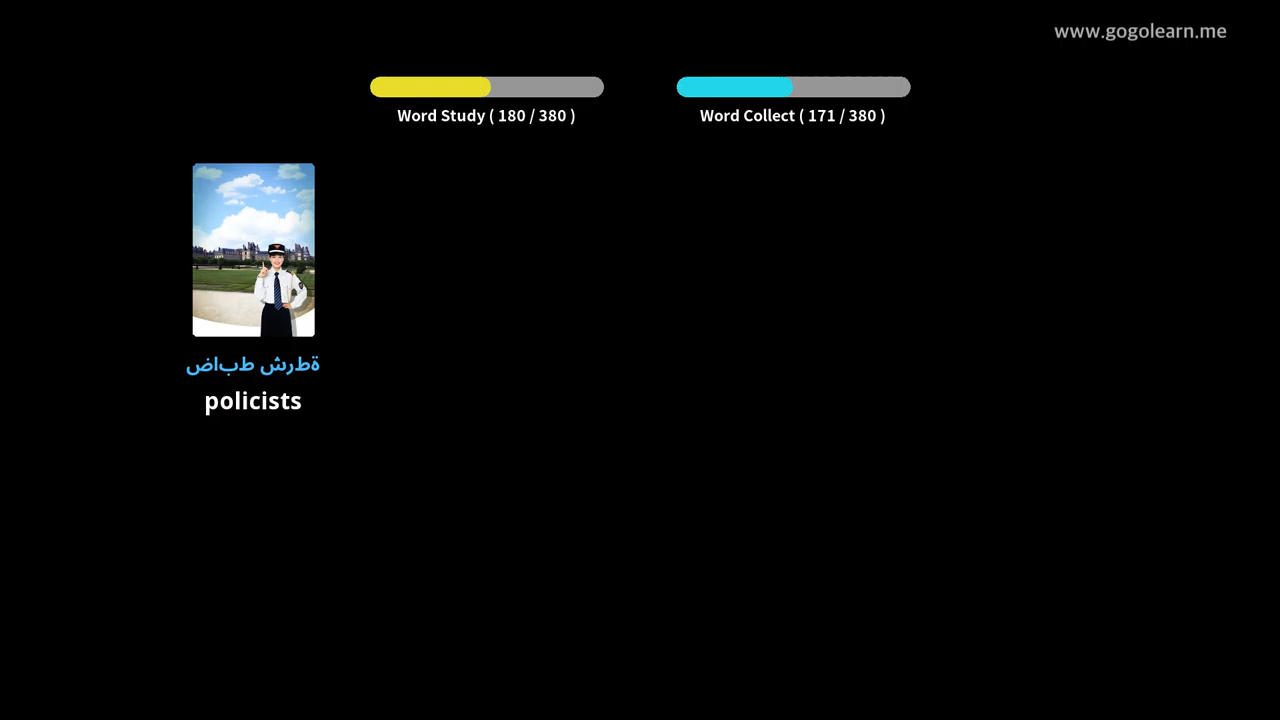 www.gogolearn.me
Word Study ( 180 / 380 )
Word Collect ( 171 / 380 )
ةطرش طباض
policists